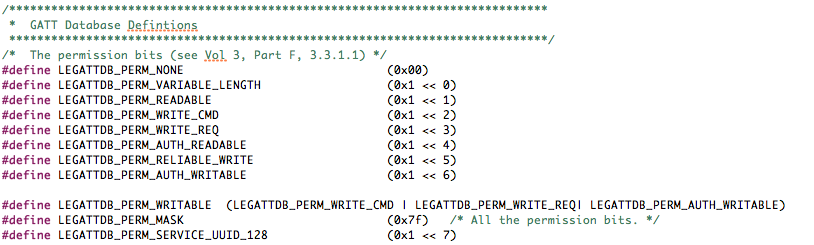 /******************************************************************************
 *  GATT Database Defintions
 ******************************************************************************/
/*  The permission bits (see Vol 3, Part F, 3.3.1.1) */
#define LEGATTDB_PERM_NONE                             (0x00)
#define LEGATTDB_PERM_VARIABLE_LENGTH                  (0x1 << 0)
#define LEGATTDB_PERM_READABLE                         (0x1 << 1)
#define LEGATTDB_PERM_WRITE_CMD                        (0x1 << 2)
#define LEGATTDB_PERM_WRITE_REQ                        (0x1 << 3)
#define LEGATTDB_PERM_AUTH_READABLE                    (0x1 << 4)
#define LEGATTDB_PERM_RELIABLE_WRITE                   (0x1 << 5)
#define LEGATTDB_PERM_AUTH_WRITABLE                    (0x1 << 6)
#define LEGATTDB_PERM_WRITABLE  (LEGATTDB_PERM_WRITE_CMD | LEGATTDB_PERM_WRITE_REQ| LEGATTDB_PERM_AUTH_WRITABLE)
#define LEGATTDB_PERM_MASK                             (0x7f)   /* All the permission bits. */
#define LEGATTDB_PERM_SERVICE_UUID_128                 (0x1 << 7)